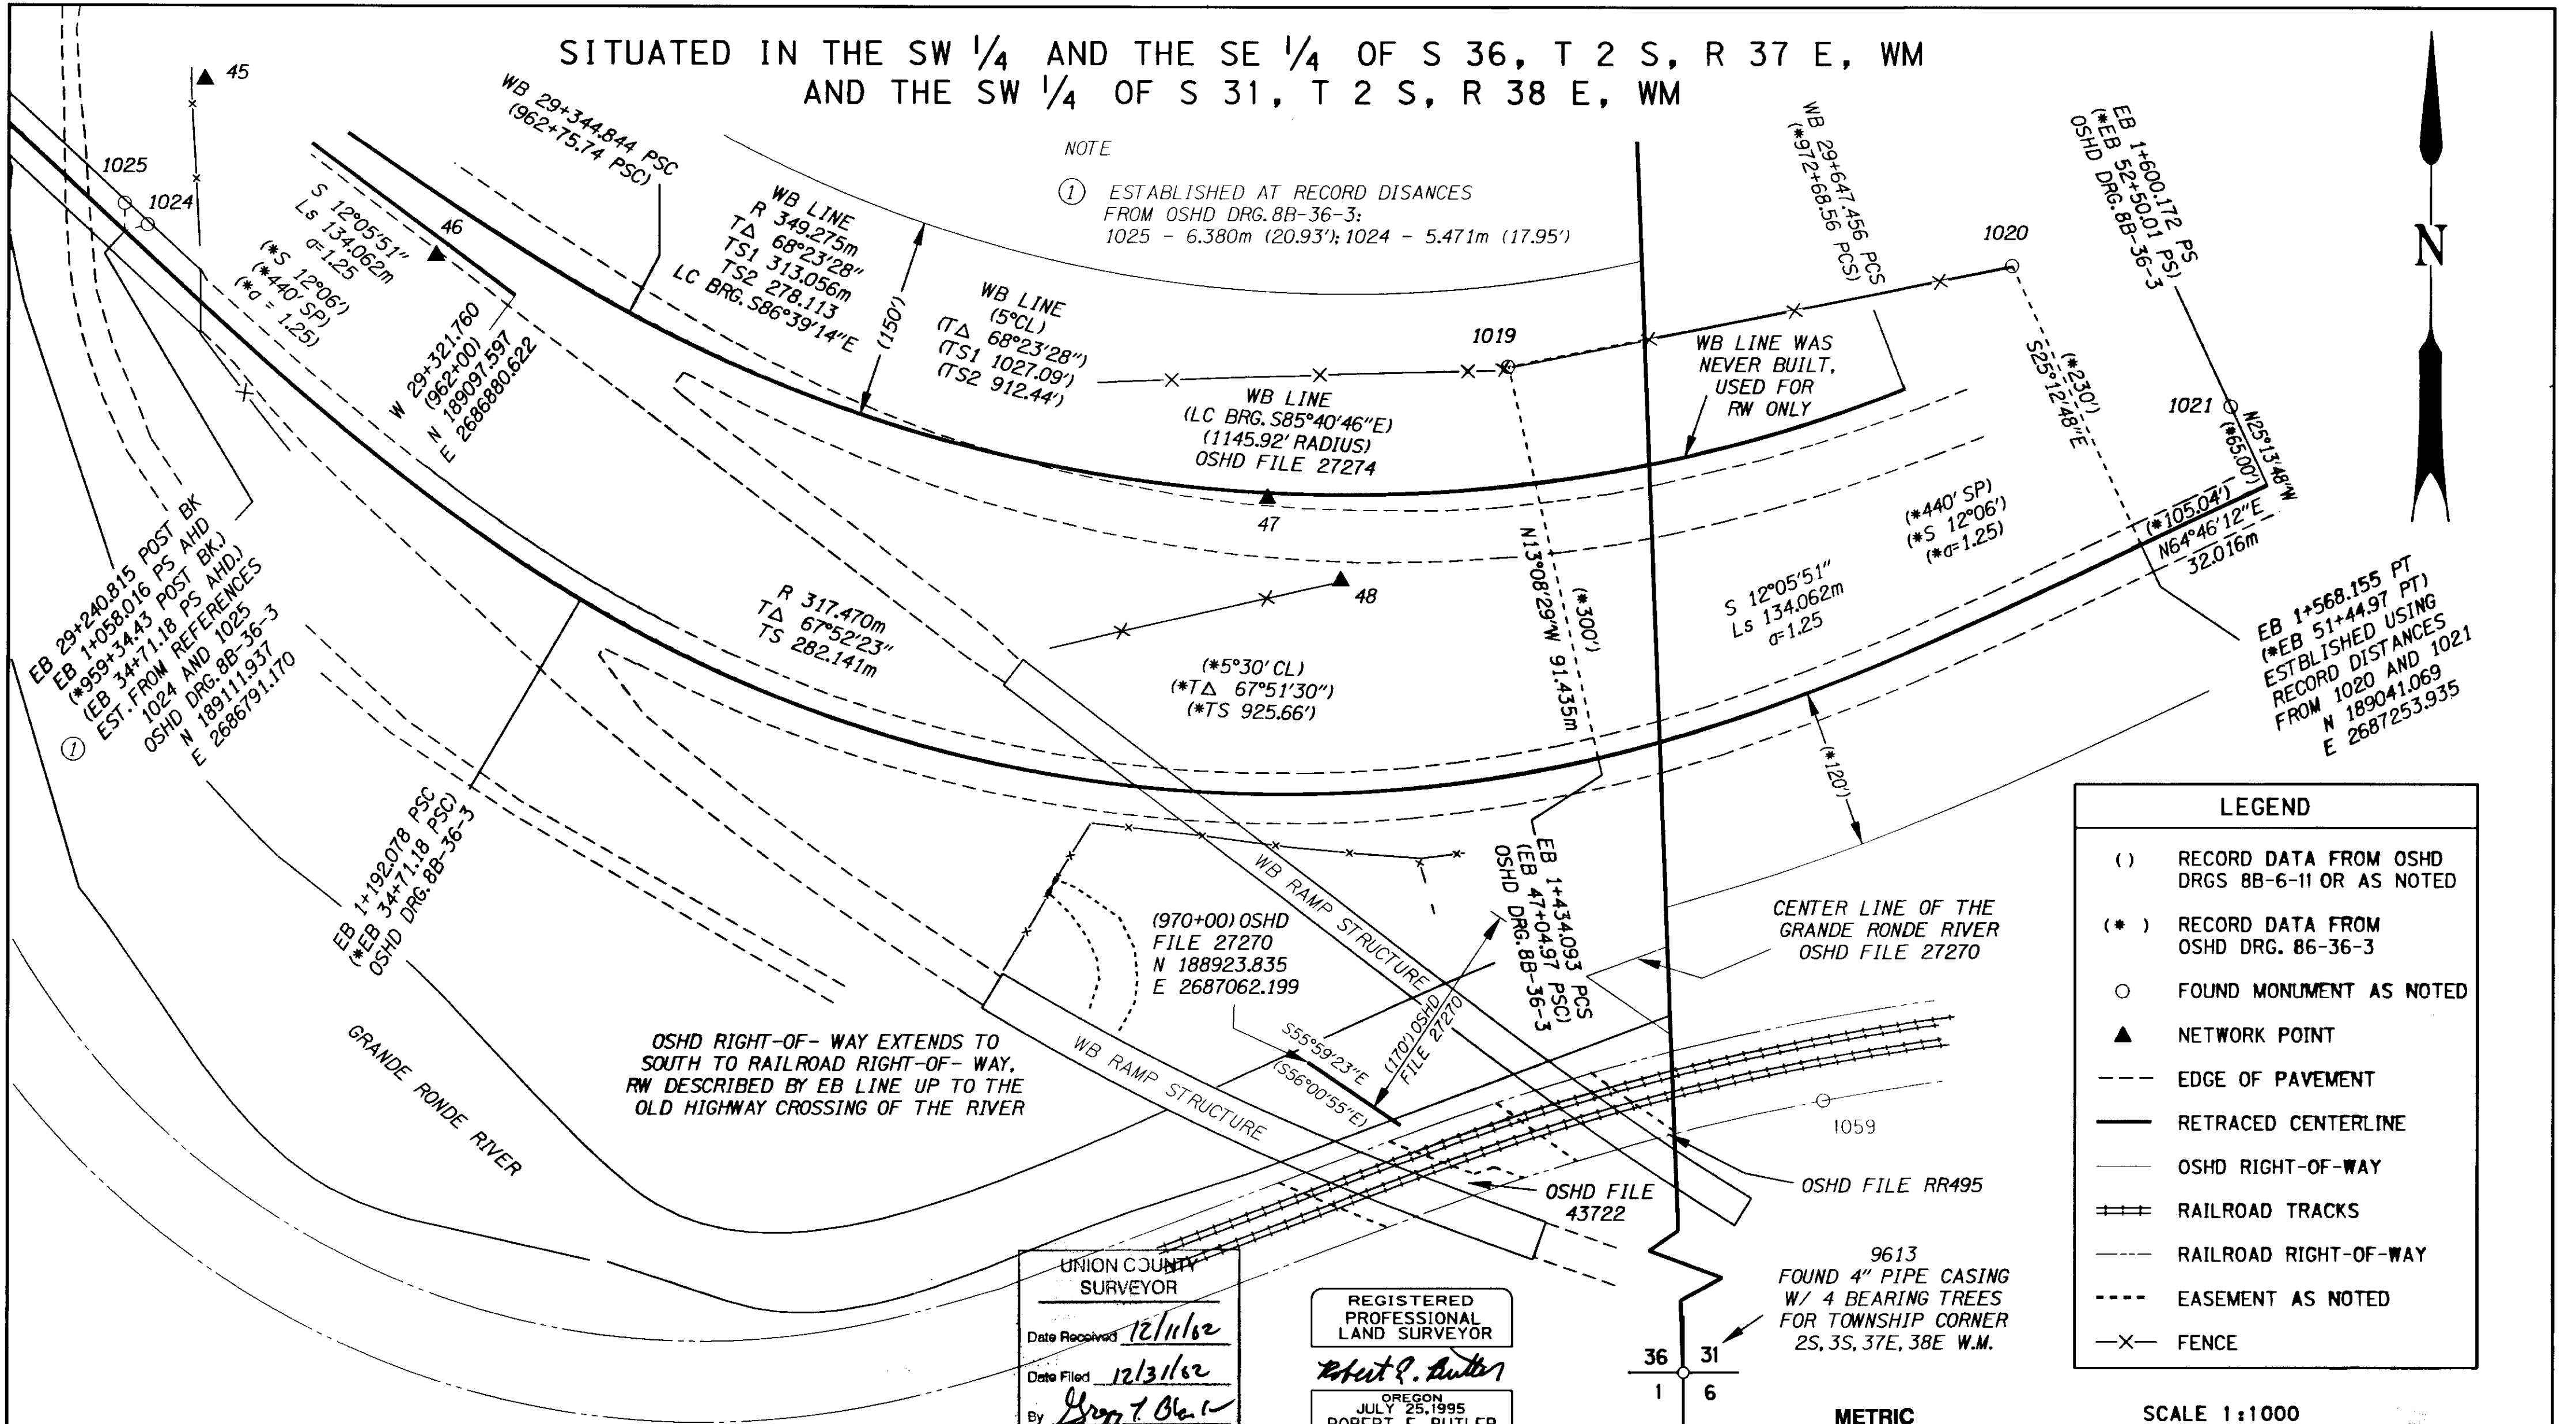 SITUATED IN THE SW 1/4 AND THE SE 1/4 OF S 36, T 2 S, R 37 E, WM
AND THE SW 1/4 OF S 31, T 2 S, R 38 E, WM
45
1025
1024
46
S 12°05'51"
Ls 134.062m
a=1.25
(*S 12°06')
(*440' SP)
(*a = 1.25)
W 29+321.760
(962+00)
N 189097.597
E 2686880.622
WB 29+344.844 PSC
(962+75.74 PSC)
WB LINE
R 349.275m
T△ 68°23'28"
TS1 313.056m
TS2 278.113
LC BRG. S86°39'14"E
(150')
NOTE
1 ESTABLISHED AT RECORD DISANCES
FROM OSHD DRG. 8B-36-3:
1025 - 6.380m (20.93'); 1024 - 5.471m (17.95')
WB LINE
(5°CL)
(T△ 68°23'28")
(TS1 1027.09')
(TS2 912.44')
1019
WB LINE
(LC BRG. S85°40'46"E)
(1145.92' RADIUS)
OSHD FILE 27274
47
48
WB 29+647.456 PCS
(*972+68.56 PCS)
WB LINE WAS
NEVER BUILT,
USED FOR
RW ONLY
1020
EB 1+600.172 PS
(*EB 52+50.01 PS)
OSHD DRG. 8B-36-3
(*230')
S25°12'48"E
1021
N25°13'48"W
(*65.00')
(*105.04')
N64°46'12"E
32.016m
N
EB 1+568.155 PT
(*EB 51+44.97 PT)
ESTBLISHED USING
RECORD DISTANCES
FROM 1020 AND 1021
N 189041.069
E 2687253.935
(*440' SP)
(*S 12°06')
(*a=1.25)
S 12°05'51"
Ls 134.062m
a=1.25
(*120')
N13°08'29"W 91.435m
(*300')
EB 29+240.815 POST BK
EB 1+058.016 PS AHD
(*959+34.43 POST BK.)
(EB 34+71.18 PS AHD.)
EST. FROM REFERENCES
1024 AND 1025
OSHD DRG. 8B-36-3
N 189111.937
E 2686791.170
1
R 317.470m
T△ 67°52'23"
TS 282.141m
(*5°30' CL)
(*T△ 67°51'30")
(*TS 925.66')
EB 1+192.078 PSC
(*EB 34+71.18 PSC)
OSHD DRG. 8B-36-3
EB 1+434.093 PCS
(EB 47+04.97 PSC)
OSHD DRG. 8B-36-3
WB RAMP STRUCTURE
(970+00) OSHD
FILE 27270
N 188923.835
E 2687062.199
S55°59'23"E
(S56°00'55"E)
(170') OSHD
FILE 27270
WB RAMP STRUCTURE
CENTER LINE OF THE
GRANDE RONDE RIVER
OSHD FILE 27270
OSHD RIGHT-OF- WAY EXTENDS TO
SOUTH TO RAILROAD RIGHT-OF- WAY,
RW DESCRIBED BY EB LINE UP TO THE
OLD HIGHWAY CROSSING OF THE RIVER
GRANDE RONDE RIVER
1059
OSHD FILE RR495
OSHD FILE
43722
9613
FOUND 4" PIPE CASING
W/ 4 BEARING TREES
FOR TOWNSHIP CORNER
2S, 3S, 37E, 38E W.M.
36 31
1 6
LEGEND
( ) RECORD DATA FROM OSHD
DRGS 8B-6-11 OR AS NOTED
(* ) RECORD DATA FROM
OSHD DRG. 86-36-3
FOUND MONUMENT AS NOTED
NETWORK POINT
EDGE OF PAVEMENT
RETRACED CENTERLINE
OSHD RIGHT-OF-WAY
RAILROAD TRACKS
RAILROAD RIGHT-OF-WAY
EASEMENT AS NOTED
FENCE
UNION COUNTY
SURVEYOR
Date Received 12/11/02
Date Filed 12/31/02
By
REGISTERED
PROFESSIONAL
LAND SURVEYOR
Robert E. Butler
OREGON
JULY 25, 1995
ROBERT E. BUTLER
METRIC
SCALE 1:1000